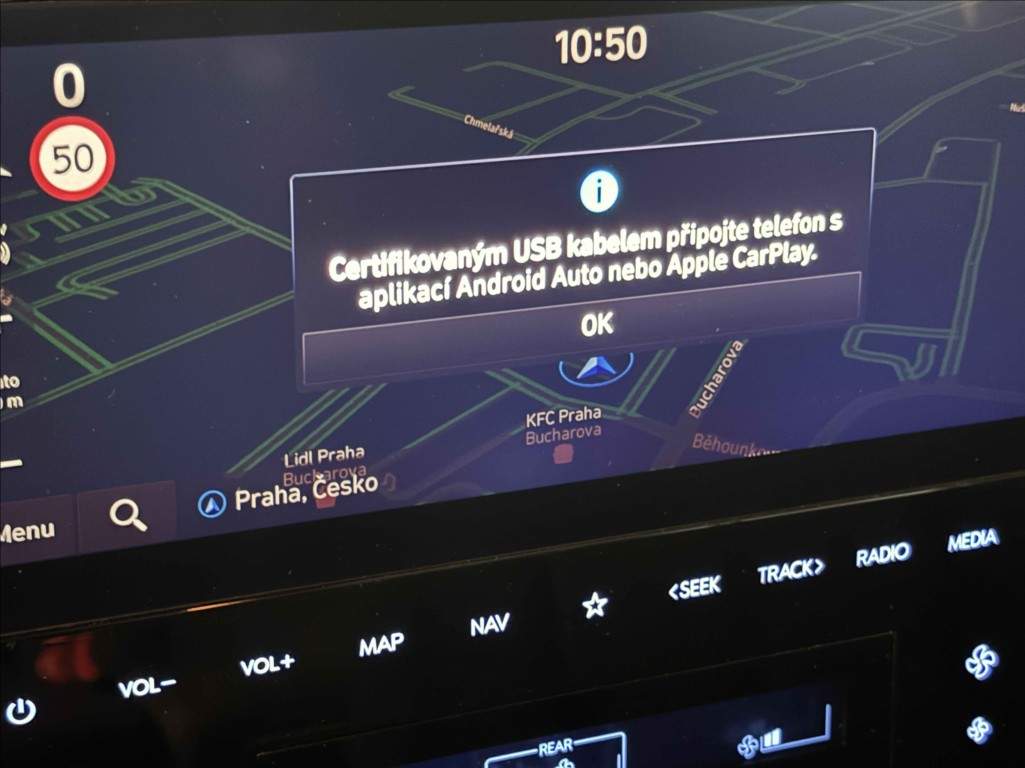 10:50
0
50
Chmelařská
Certifikovaným USB kabelem připojte telefon s
aplikací Android Auto nebo Apple CarPlay.
OK
Bucharova
KFC Praha
Bucharova
Lidl Praha
Bucharova
Praha, Česko
Menu
MEDIA
RADIO
TRACK>
<SEEK
NAV
MAP
VOL+
VOL−
REAR